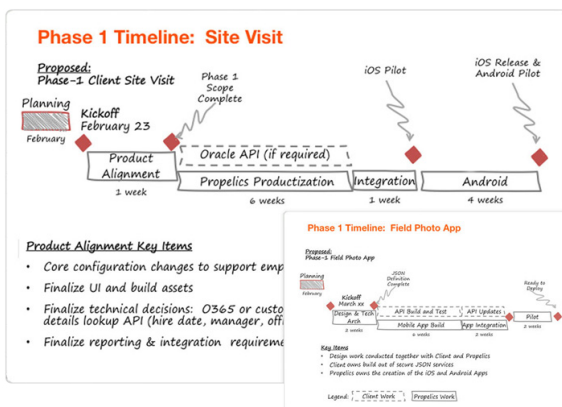 Phase 1 Timeline: Site Visit
Proposed:
Phase-1 Client Site Visit
Phase 1
Scope
Complete
iOS Pilot
iOS Release &
Android Pilot
Planning
February
Kickoff
February 23
Product
Alignment
1 week
Oracle API (if required)
Propelics Productization
6 weeks
Integration
1 week
Android
4 weeks
Product Alignment Key Items
• Core configuration changes to support emp
• Finalize UI and build assets
• Finalize technical decisions: O365 or custo
details lookup API (hire date, manager, off
• Finalize reporting & integration requireme
Phase 1 Timeline: Field Photo App
Proposed:
Phase-1 Field Photo App
Planning
February
Kickoff
March xx
JSON
Definition
Complete
Ready to
Deploy
Design & Tech
Arch
API Build and Test
API Updates
Mobile App Build
App Integration
Pilot
Key Items
• Design work conducted together with Client and Propelics
• Client owns build out of secure JSON services
• Propelics owns the creation of the iOS and Android Apps
Legend:
Client Work
Propelics Work